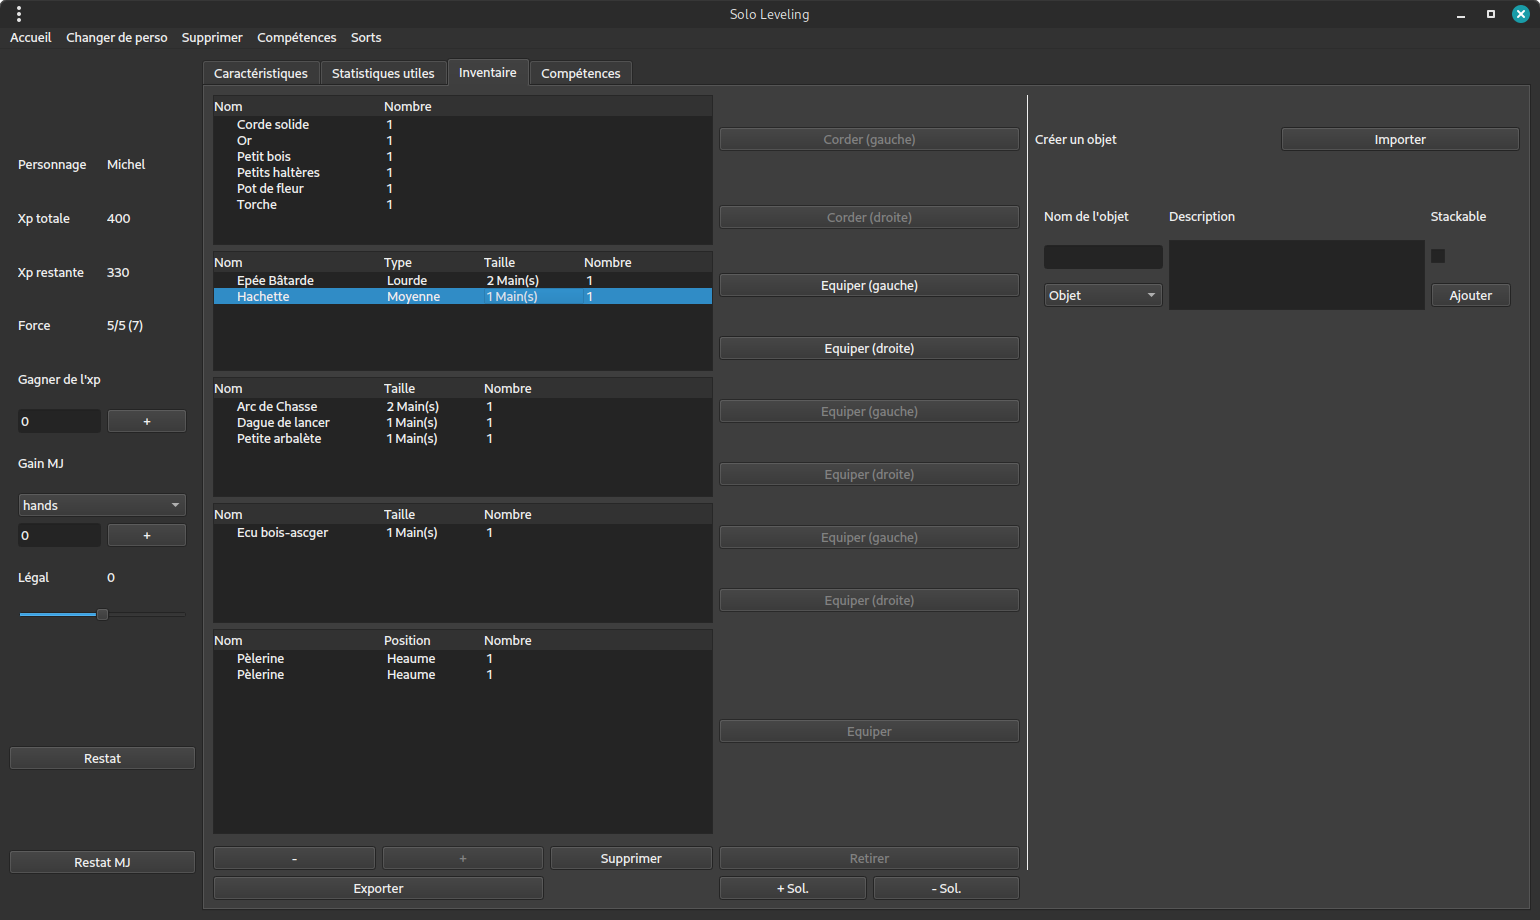 Solo Leveling
Accueil Changer de perso Supprimer Compétences Sorts
Caractéristiques Statistiques utiles Inventaire Compétences
Personnage Michel
Xp totale 400
Xp restante 330
Force 5/5 (7)
Gagner de l'xp
0 +
Gain MJ
hands
0 +
Légal 0
Restat
Restat MJ
Nom Nombre
Corde solide 1
Or 1
Petit bois 1
Petits haltères 1
Pot de fleur 1
Torche 1
Corder (gauche)
Corder (droite)
Nom Type Taille Nombre
Epée Bâtarde Lourde 2 Main(s) 1
Hachette Moyenne 1 Main(s) 1
Equiper (gauche)
Equiper (droite)
Nom Taille Nombre
Arc de Chasse 2 Main(s) 1
Dague de lancer 1 Main(s) 1
Petite arbalète 1 Main(s) 1
Equiper (gauche)
Equiper (droite)
Nom Taille Nombre
Ecu bois-ascger 1 Main(s) 1
Equiper (gauche)
Equiper (droite)
Nom Position Nombre
Pèlerine Heaume 1
Pèlerine Heaume 1
Equiper
- + Supprimer Retirer
Exporter + Sol. - Sol.
Créer un objet Importer
Nom de l'objet Description Stackable
Objet Ajouter